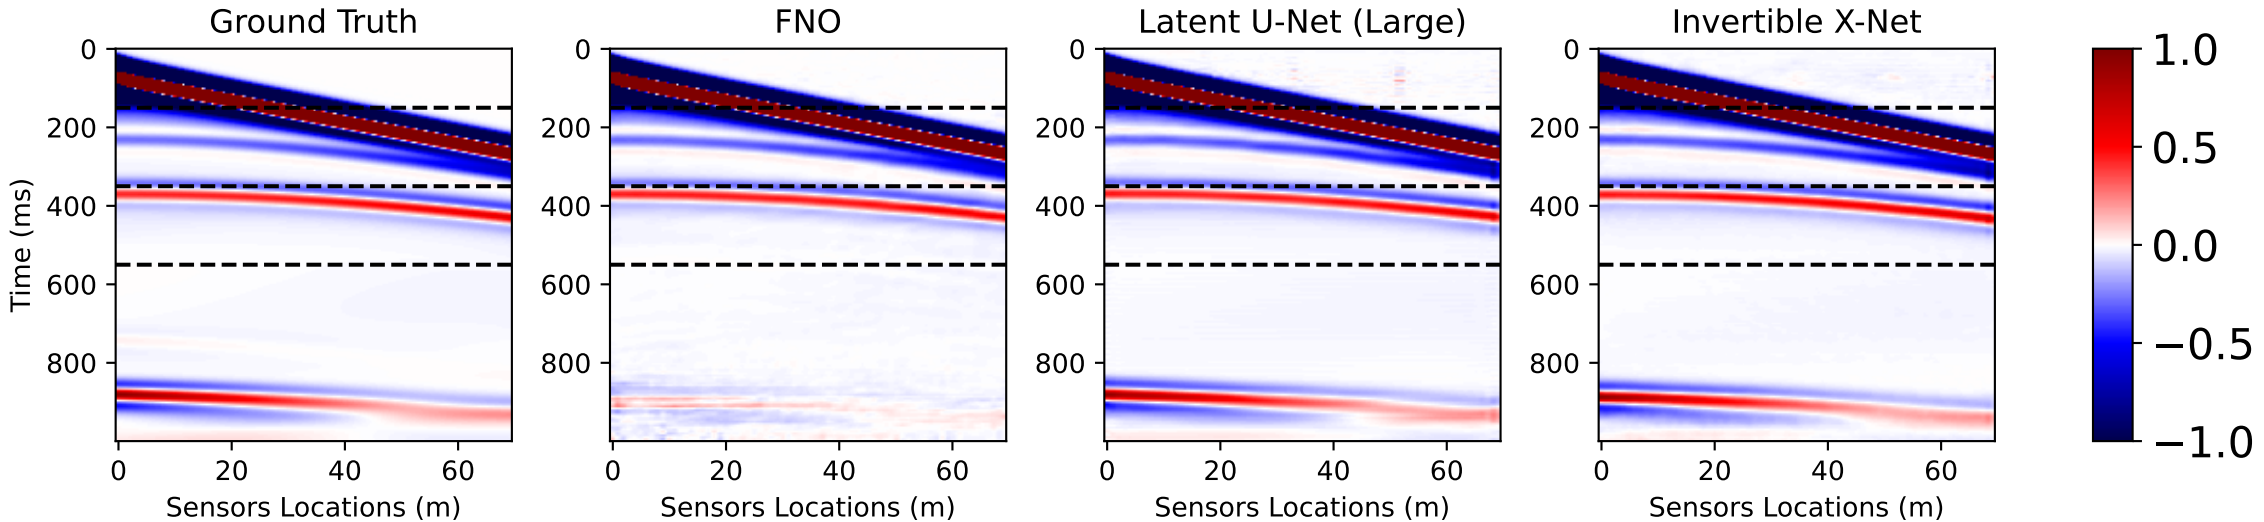 Ground Truth
FNO
Latent U-Net (Large)
Invertible X-Net
0
200
400
600
800
Time (ms)
0 20 40 60
Sensors Locations (m)
0
200
400
600
800
0 20 40 60
Sensors Locations (m)
0
200
400
600
800
0 20 40 60
Sensors Locations (m)
0
200
400
600
800
0 20 40 60
Sensors Locations (m)
1.0
0.5
0.0
−0.5
−1.0